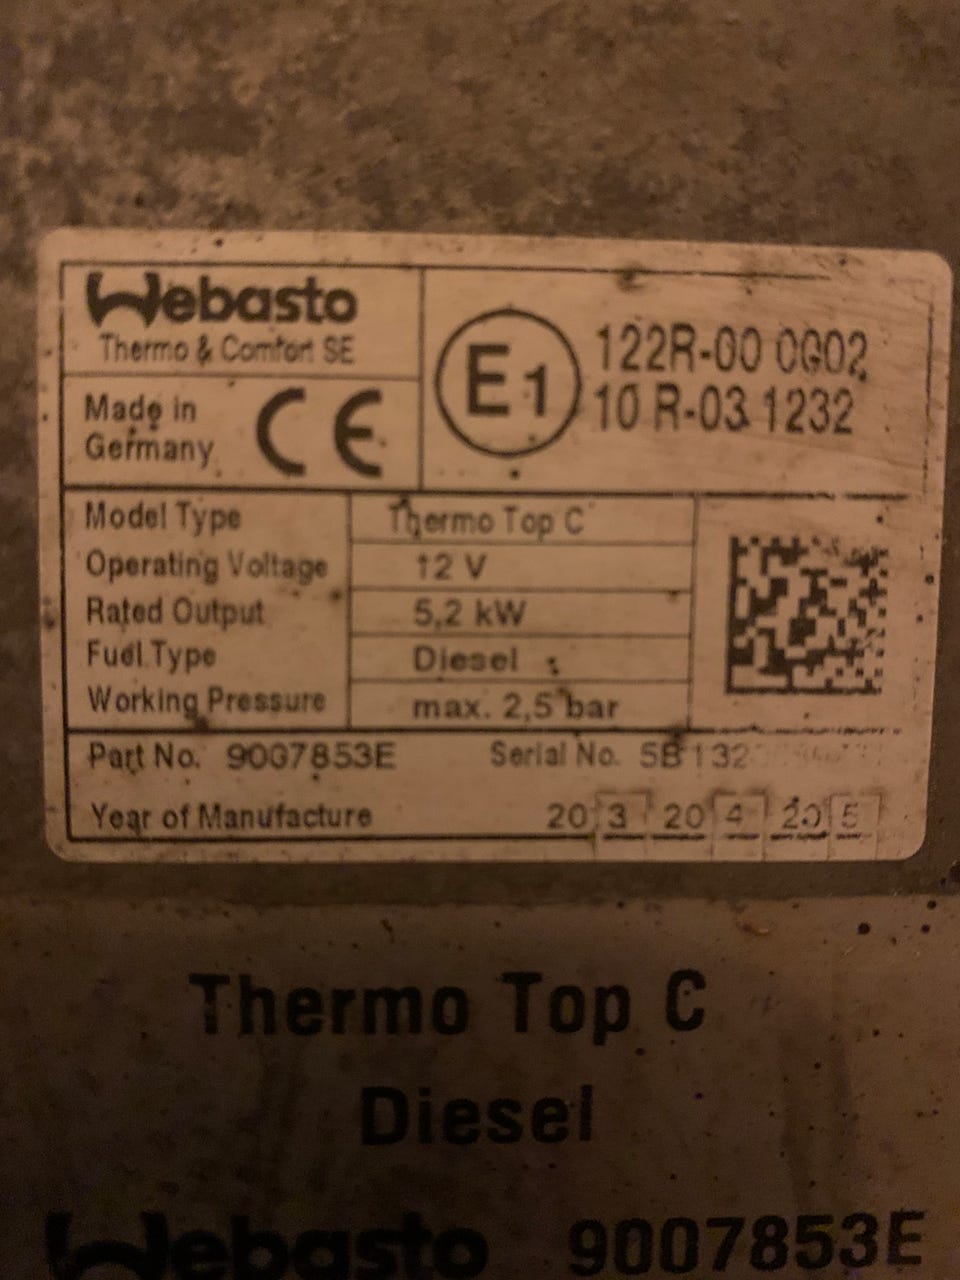 Webasto
Thermo & Comfort SE
Made in
Germany
CE
E1
122R-00 0002
10 R-03 1232
Model Type Thermo Top C
Operating Voltage 12 V
Rated Output 5,2 kW
Fuel Type Diesel
Working Pressure max. 2,5 bar
Part No. 9007853E Serial No.
Year of Manufacture 20 3 20 4 20 5
Thermo Top C
Diesel
Webasto 9007853E